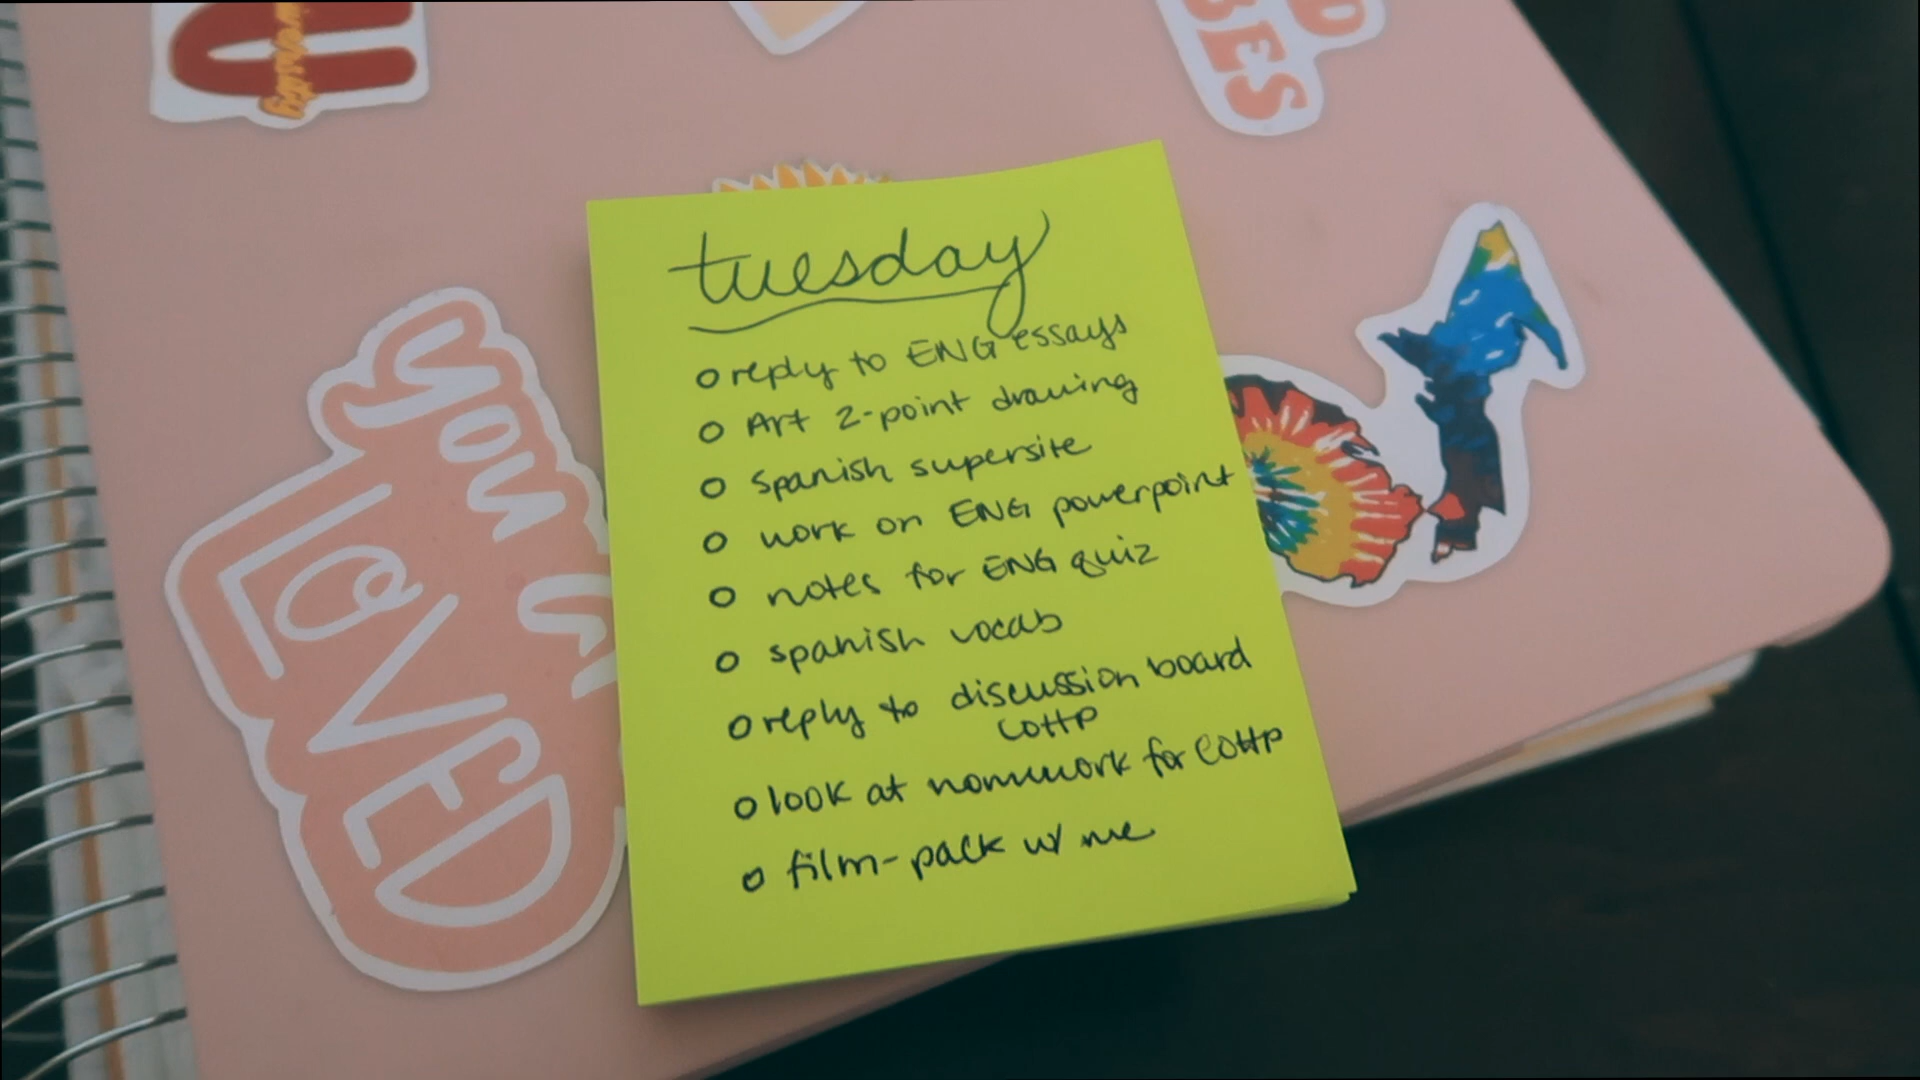 tuesday
o reply to ENG essays
o Art 2-point drawing
o Spanish supersite
o work on ENG powerpoint
o notes for ENG quiz
o spanish vocab
o reply to discussion board
COHP
o look at homework for COHP
o film-pack w/ me
you
LOVED
BES